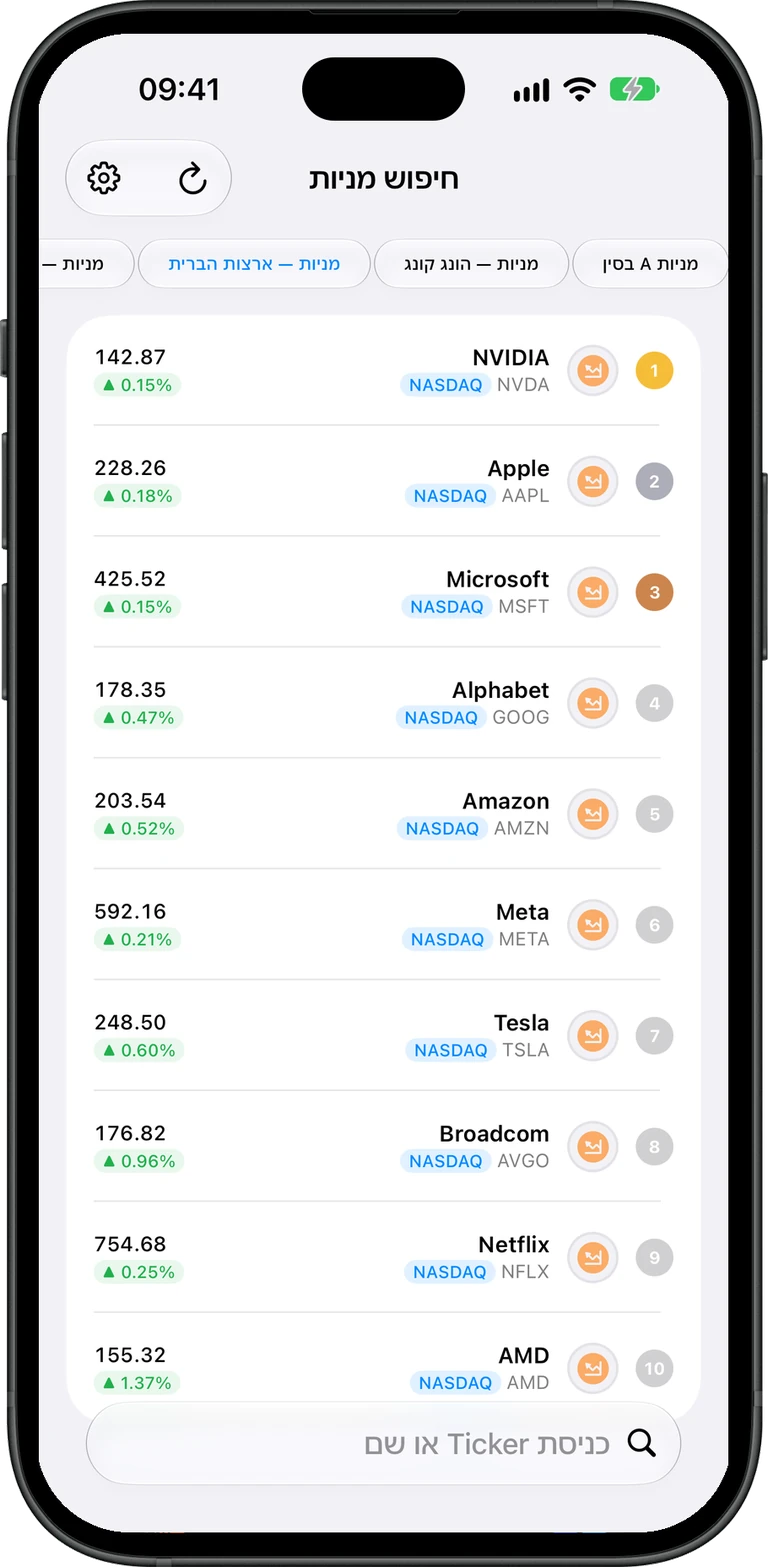 09:41
חיפוש מניות
מניות A בסין
מניות — הונג קונג
מניות — ארצות הברית
מניות —
1
NVIDIA
NVDA NASDAQ
142.87
▲ 0.15%
2
Apple
AAPL NASDAQ
228.26
▲ 0.18%
3
Microsoft
MSFT NASDAQ
425.52
▲ 0.15%
4
Alphabet
GOOG NASDAQ
178.35
▲ 0.47%
5
Amazon
AMZN NASDAQ
203.54
▲ 0.52%
6
Meta
META NASDAQ
592.16
▲ 0.21%
7
Tesla
TSLA NASDAQ
248.50
▲ 0.60%
8
Broadcom
AVGO NASDAQ
176.82
▲ 0.96%
9
Netflix
NFLX NASDAQ
754.68
▲ 0.25%
10
AMD
AMD NASDAQ
155.32
▲ 1.37%
כניסת Ticker או שם